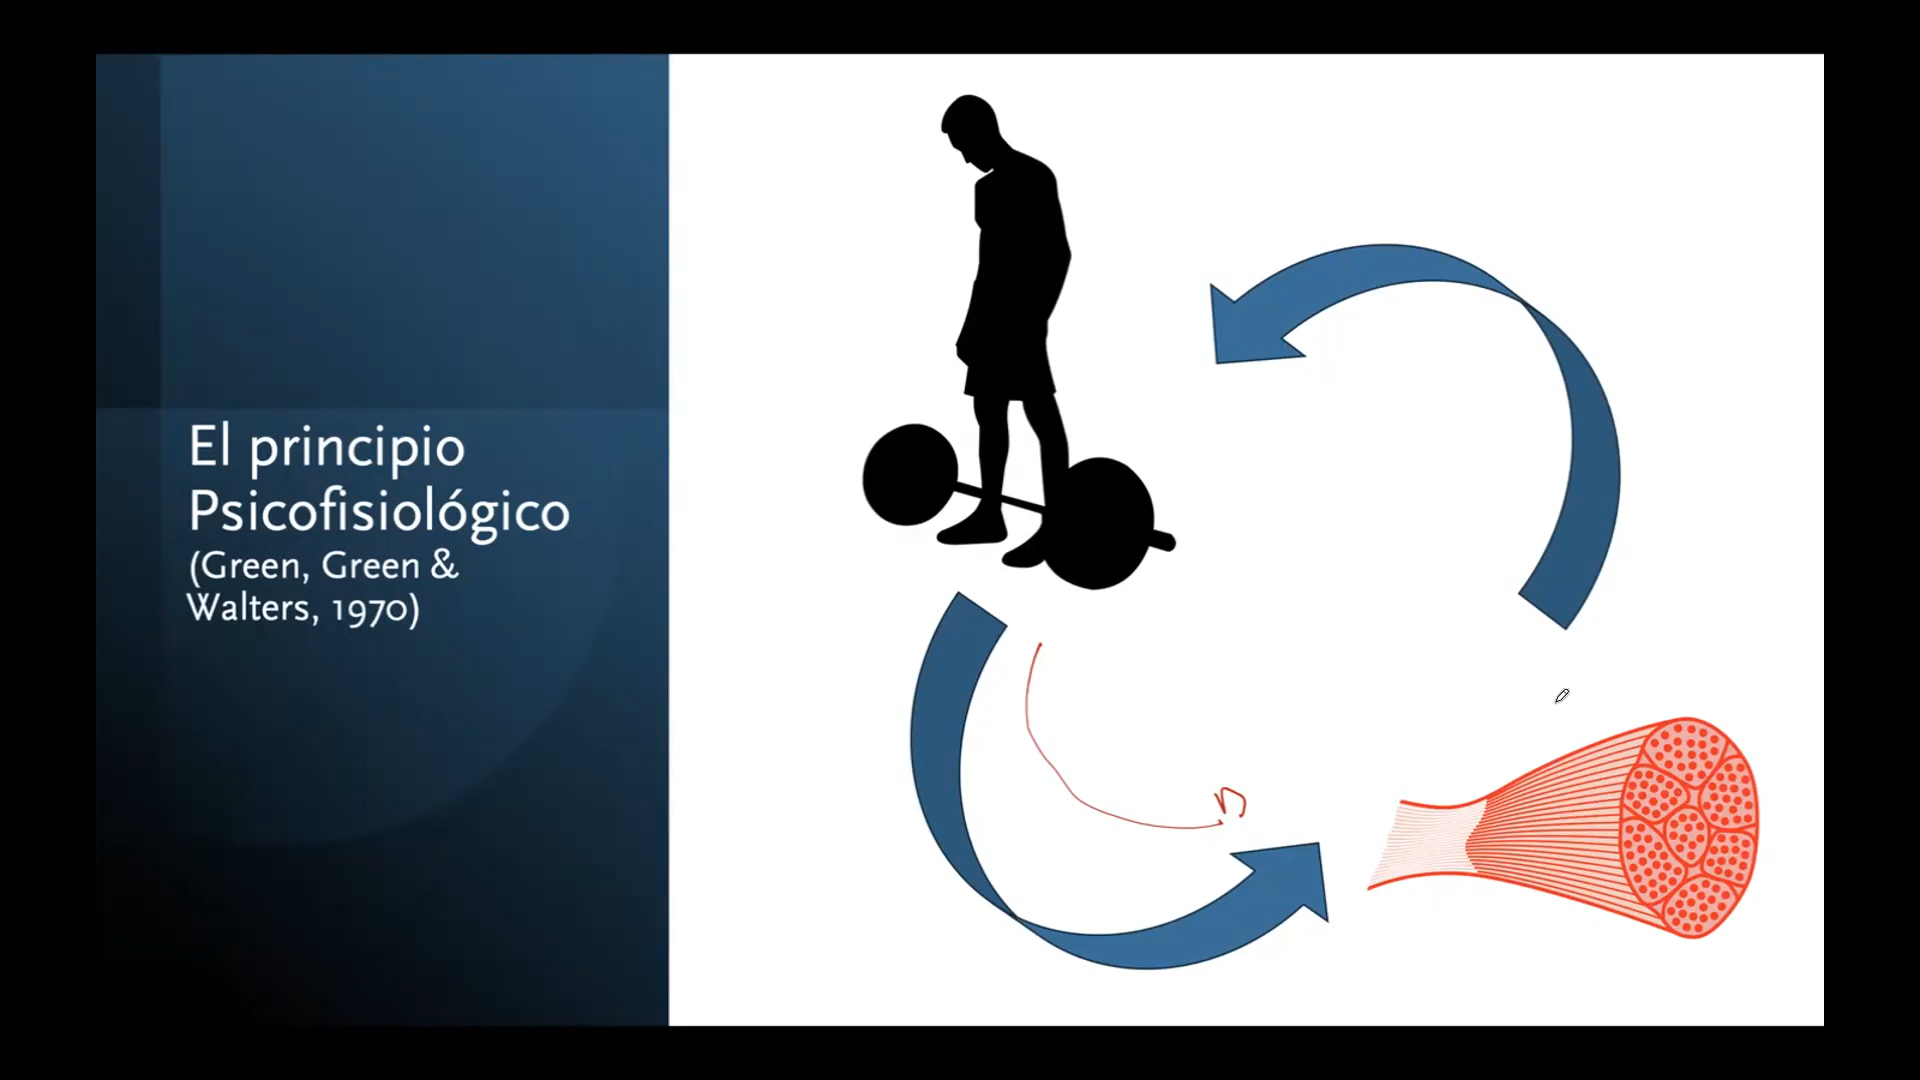 El principio
Psicofisiológico
(Green, Green &
Walters, 1970)